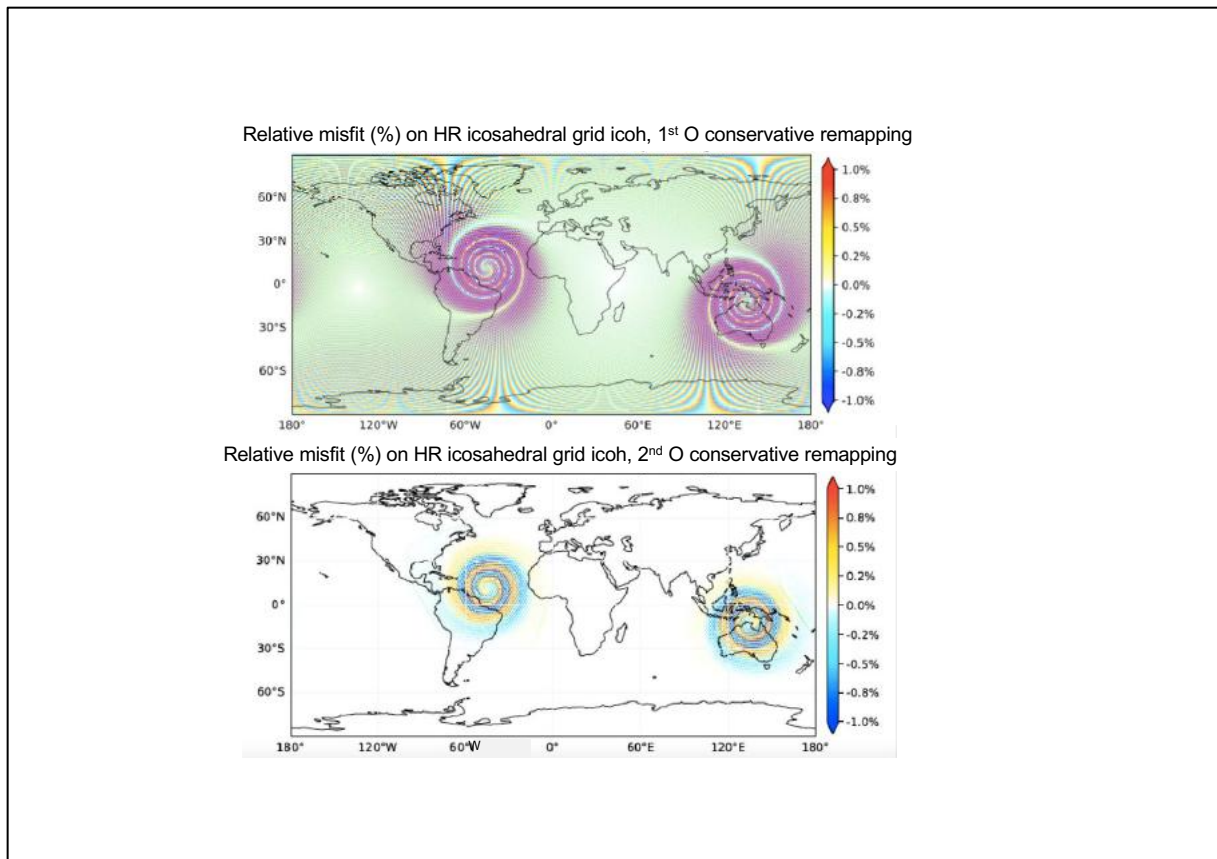 Relative misfit (%) on HR icosahedral grid icoh, 1st O conservative remapping
1.0%
60°N
0.8%
30°N
0.5%
0.2%
0°
0.0%
-0.2%
30°S
-0.5%
60°S
-0.8%
-1.0%
180° 120°W 60°W 0° 60°E 120°E 180°
Relative misfit (%) on HR icosahedral grid icoh, 2nd O conservative remapping
1.0%
60°N
0.8%
0.5%
30°N
0.2%
0°
0.0%
-0.2%
30°S
-0.5%
60°S
-0.8%
-1.0%
180° 120°W 60°W 0° 60°E 120°E 180°